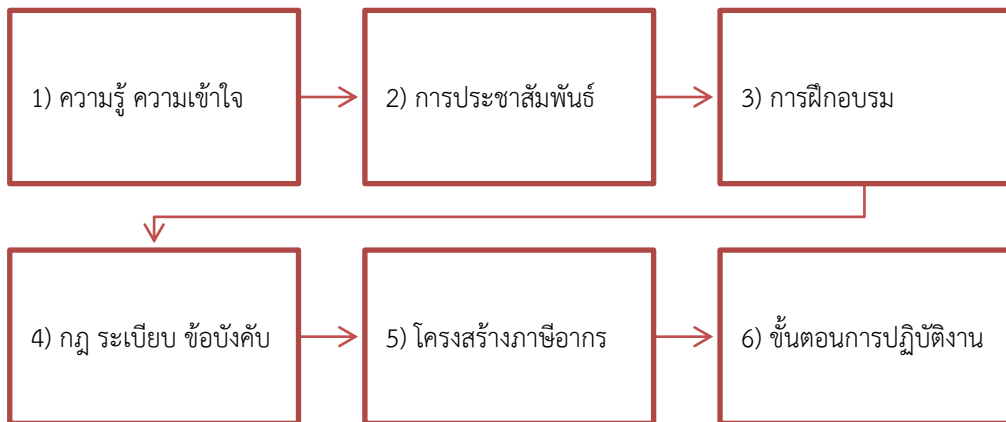 1) ความรู้ ความเข้าใจ
2) การประชาสัมพันธ์
3) การฝึกอบรม
4) กฎ ระเบียบ ข้อบังคับ
5) โครงสร้างภาษีอากร
6) ขั้นตอนการปฏิบัติงาน